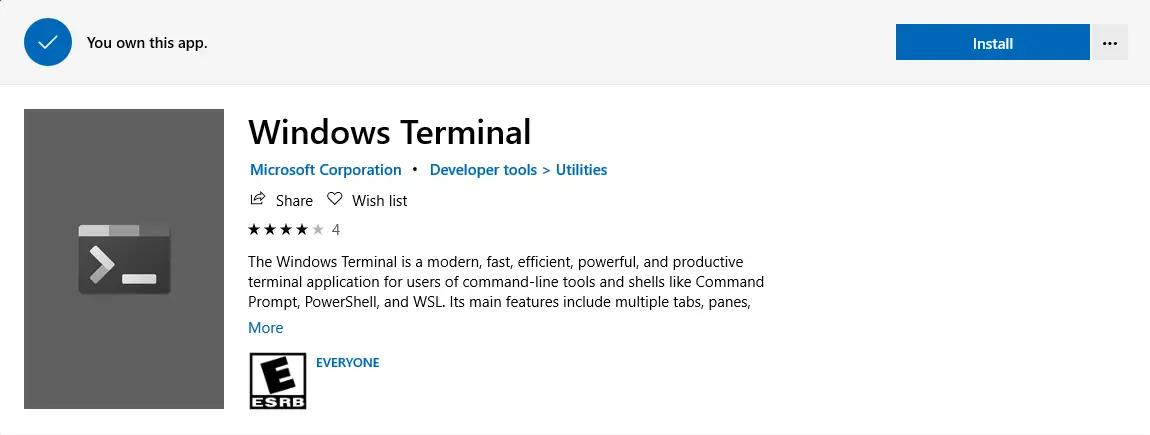 You own this app.
Install
Windows Terminal
Microsoft Corporation • Developer tools > Utilities
Share Wish list
4
The Windows Terminal is a modern, fast, efficient, powerful, and productive
terminal application for users of command-line tools and shells like Command
Prompt, PowerShell, and WSL. Its main features include multiple tabs, panes,
More
E
ESRB
EVERYONE